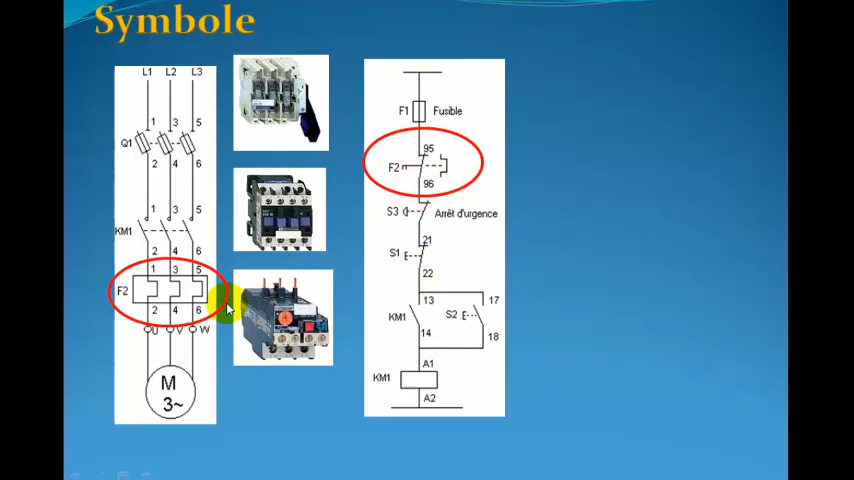 Symbole
L1 L2 L3
Q1 1 3 5
2 4 6
KM1 1 3 5
2 4 6
F2 1 3 5
2 4 6
U V W
M
3~
F1 Fusible
95
F2
96
S3 Arrêt d'urgence
21
S1
22
13 17
KM1 S2
14 18
A1
KM1
A2